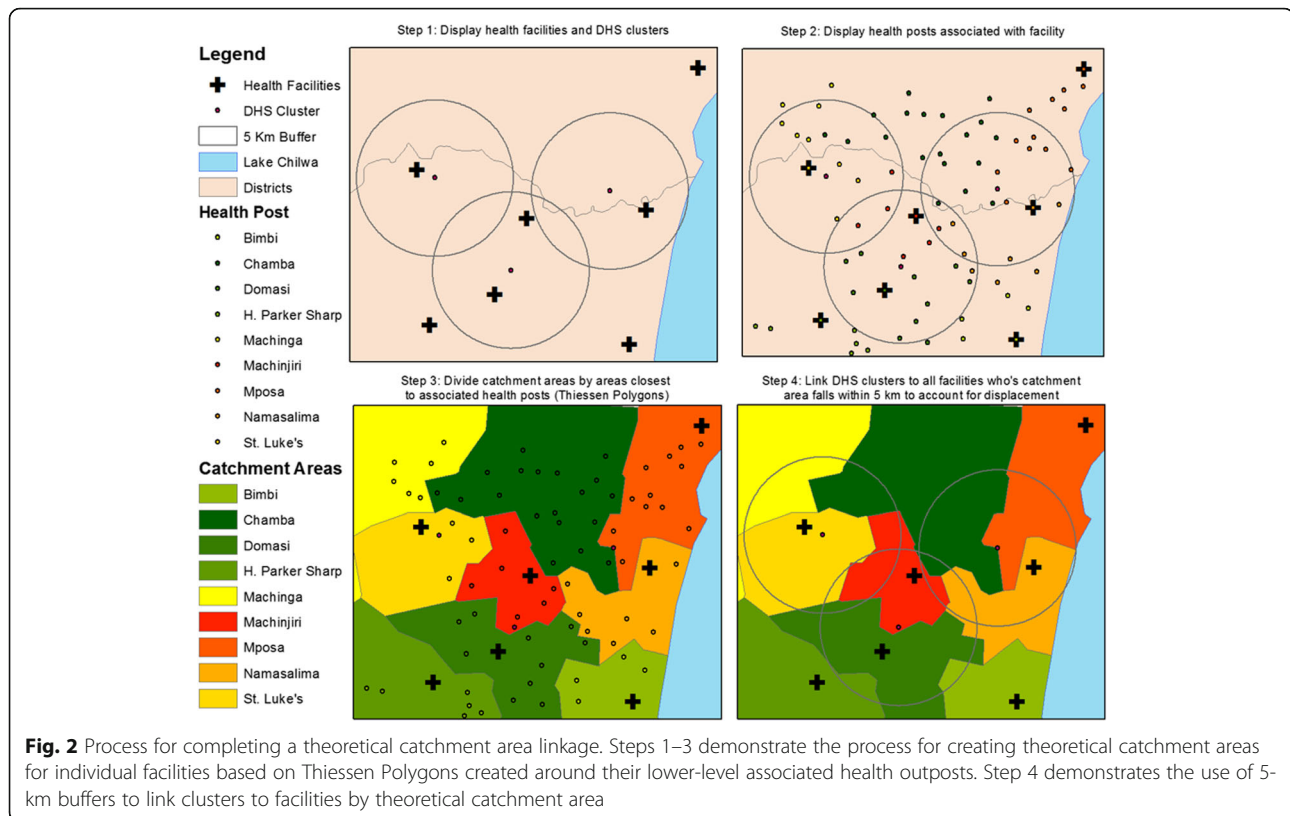 Step 1: Display health facilities and DHS clusters
Step 2: Display health posts associated with facility
Legend
Health Facilities
DHS Cluster
5 Km Buffer
Lake Chilwa
Districts
Health Post
Bimbi
Chamba
Domasi
H. Parker Sharp
Machinga
Machinjiri
Mposa
Namasalima
St. Luke's
Catchment Areas
Bimbi
Chamba
Domasi
H. Parker Sharp
Machinga
Machinjiri
Mposa
Namasalima
St. Luke's
Step 3: Divide catchment areas by areas closest
to associated health posts (Thiessen Polygons)
Step 4: Link DHS clusters to all facilities who's catchment
area falls within 5 km to account for displacement
Fig. 2 Process for completing a theoretical catchment area linkage. Steps 1–3 demonstrate the process for creating theoretical catchment areas
for individual facilities based on Thiessen Polygons created around their lower-level associated health outposts. Step 4 demonstrates the use of 5-
km buffers to link clusters to facilities by theoretical catchment area